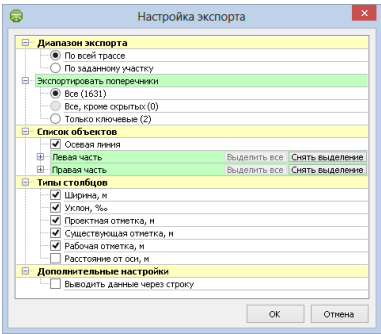 Настройка экспорта
Диапазон экспорта
По всей трассе
По заданному участку
Экспортировать поперечники
Все (1631)
Все, кроме скрытых (0)
Только ключевые (2)
Список объектов
Осевая линия
Левая часть Выделить все Снять выделение
Правая часть Выделить все Снять выделение
Типы столбцов
Ширина, м
Уклон, ‰
Проектная отметка, м
Существующая отметка, м
Рабочая отметка, м
Расстояние от оси, м
Дополнительные настройки
Выводить данные через строку
ОК Отмена